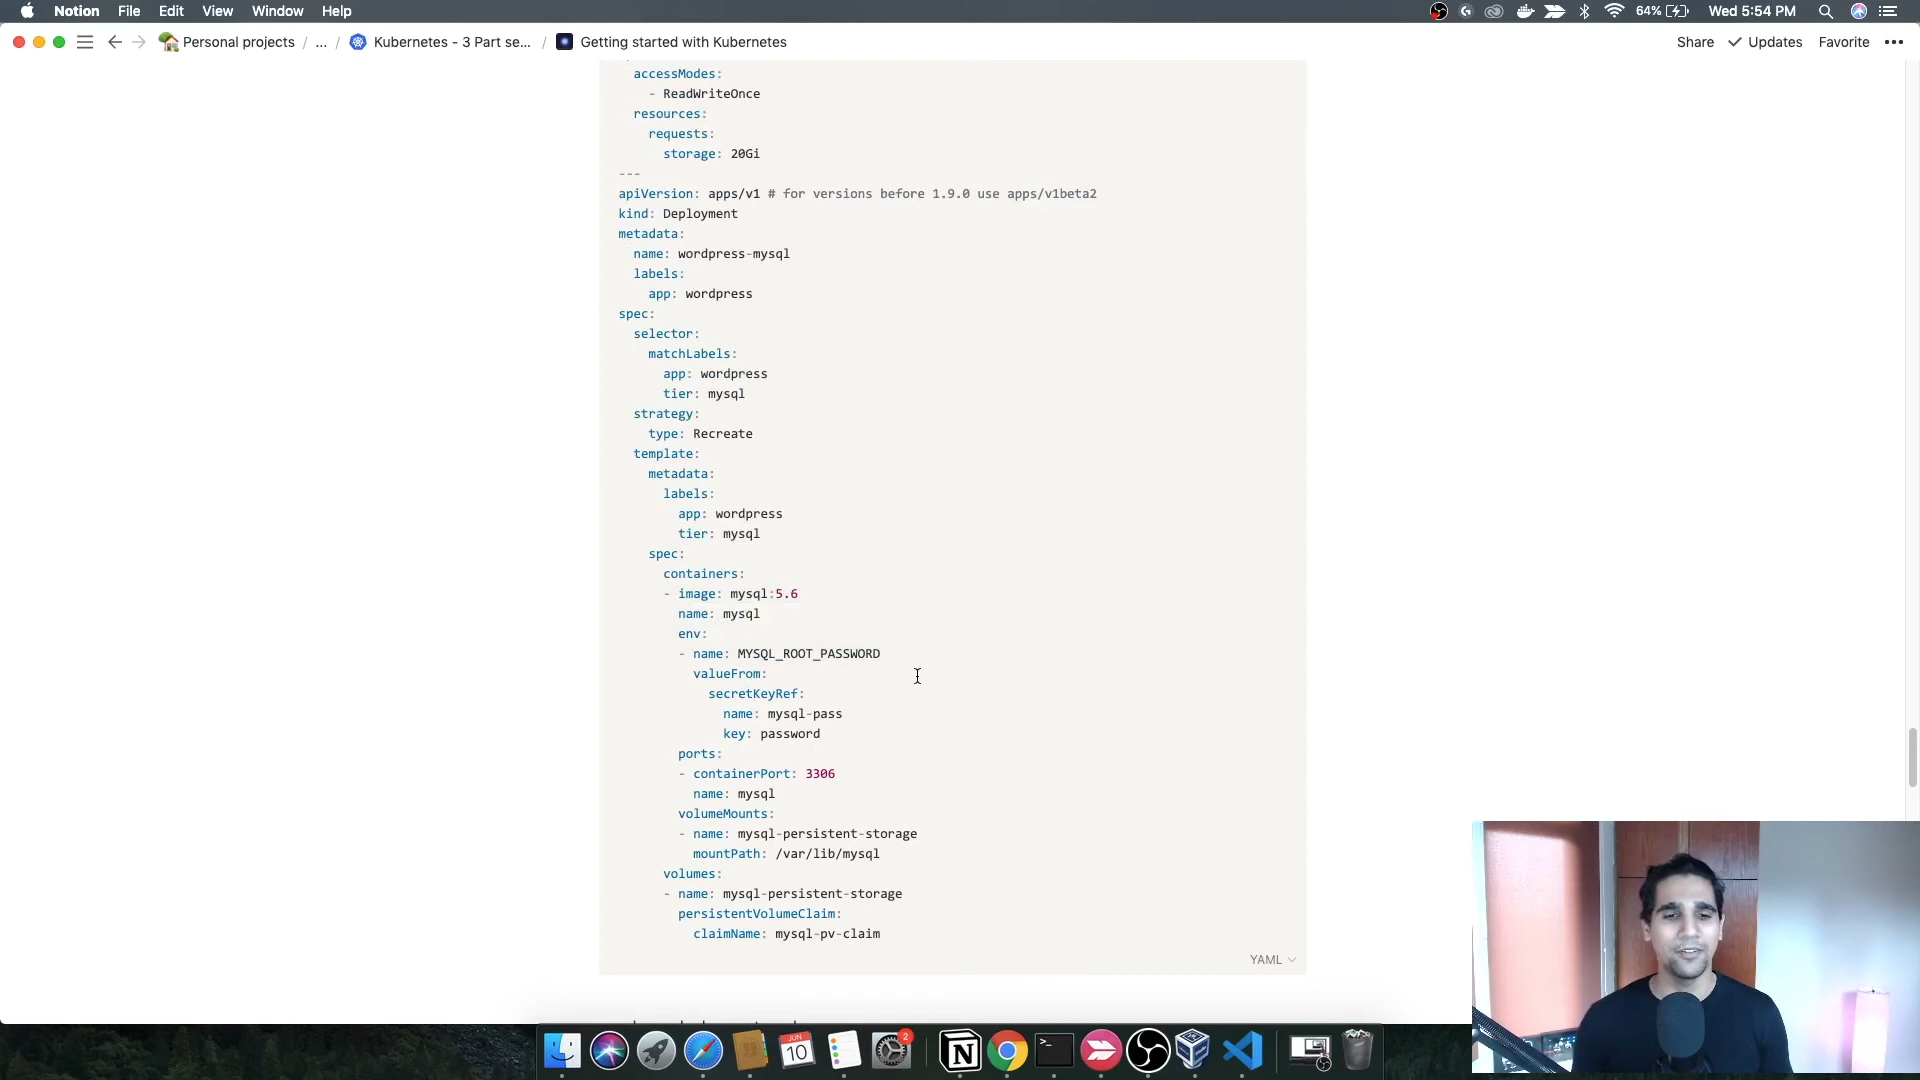 Notion File Edit View Window Help 64% Wed 5:54 PM
Personal projects / ... / Kubernetes - 3 Part se... / Getting started with Kubernetes Share Updates Favorite
accessModes:
- ReadWriteOnce
resources:
requests:
storage: 20Gi
---
apiVersion: apps/v1 # for versions before 1.9.0 use apps/v1beta2
kind: Deployment
metadata:
name: wordpress-mysql
labels:
app: wordpress
spec:
selector:
matchLabels:
app: wordpress
tier: mysql
strategy:
type: Recreate
template:
metadata:
labels:
app: wordpress
tier: mysql
spec:
containers:
- image: mysql:5.6
name: mysql
env:
- name: MYSQL_ROOT_PASSWORD
valueFrom:
secretKeyRef:
name: mysql-pass
key: password
ports:
- containerPort: 3306
name: mysql
volumeMounts:
- name: mysql-persistent-storage
mountPath: /var/lib/mysql
volumes:
- name: mysql-persistent-storage
persistentVolumeClaim:
claimName: mysql-pv-claim
YAML
JUN
10
2